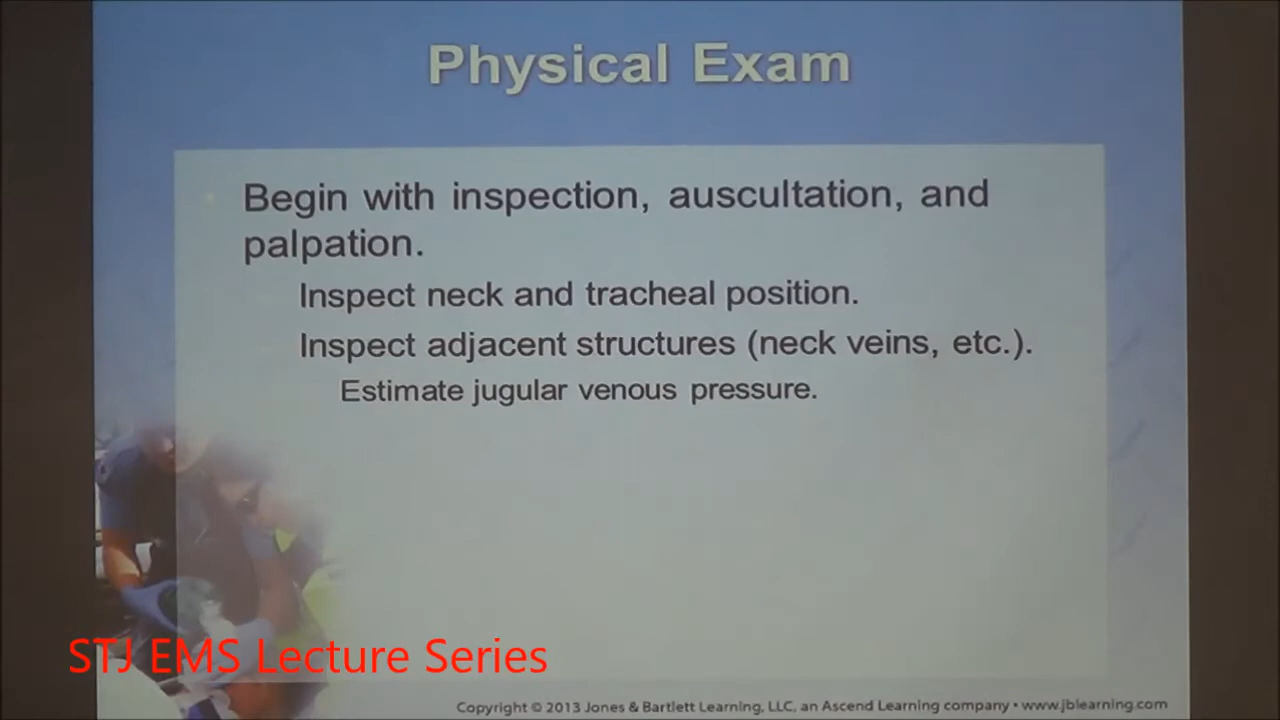 Physical Exam
Begin with inspection, auscultation, and
palpation.
Inspect neck and tracheal position.
Inspect adjacent structures (neck veins, etc.).
Estimate jugular venous pressure.
STJ EMS Lecture Series
Copyright © 2013 Jones & Bartlett Learning, LLC, an Ascend Learning company • www.jblearning.com